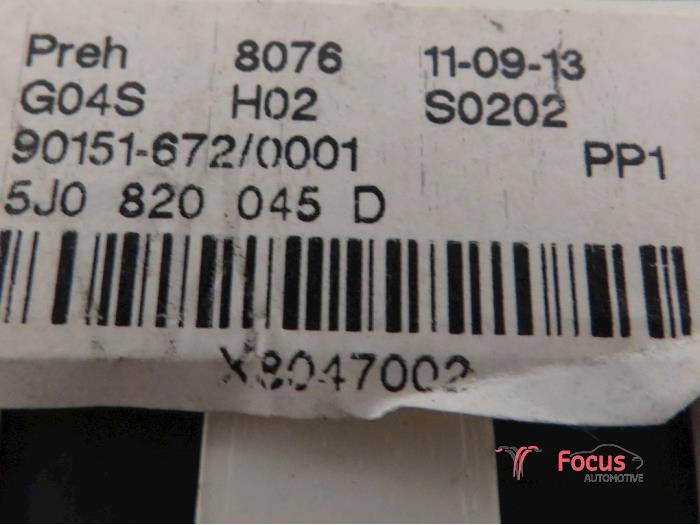 Preh 8076 11-09-13
G04S H02 S0202
90151-672/0001 PP1
5J0 820 045 D
X8047002
Focus
AUTOMOTIVE